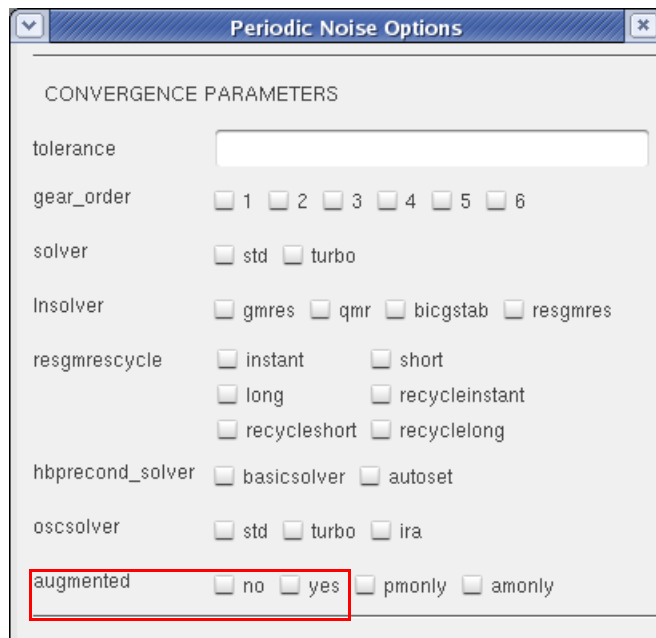 Periodic Noise Options
CONVERGENCE PARAMETERS
tolerance
gear_order 1 2 3 4 5 6
solver std turbo
lnsolver gmres qmr bicgstab resgmres
resgmrescycle instant short
long recycleinstant
recycleshort recyclelong
hbprecond_solver basicsolver autoset
oscsolver std turbo ira
augmented no yes pmonly amonly